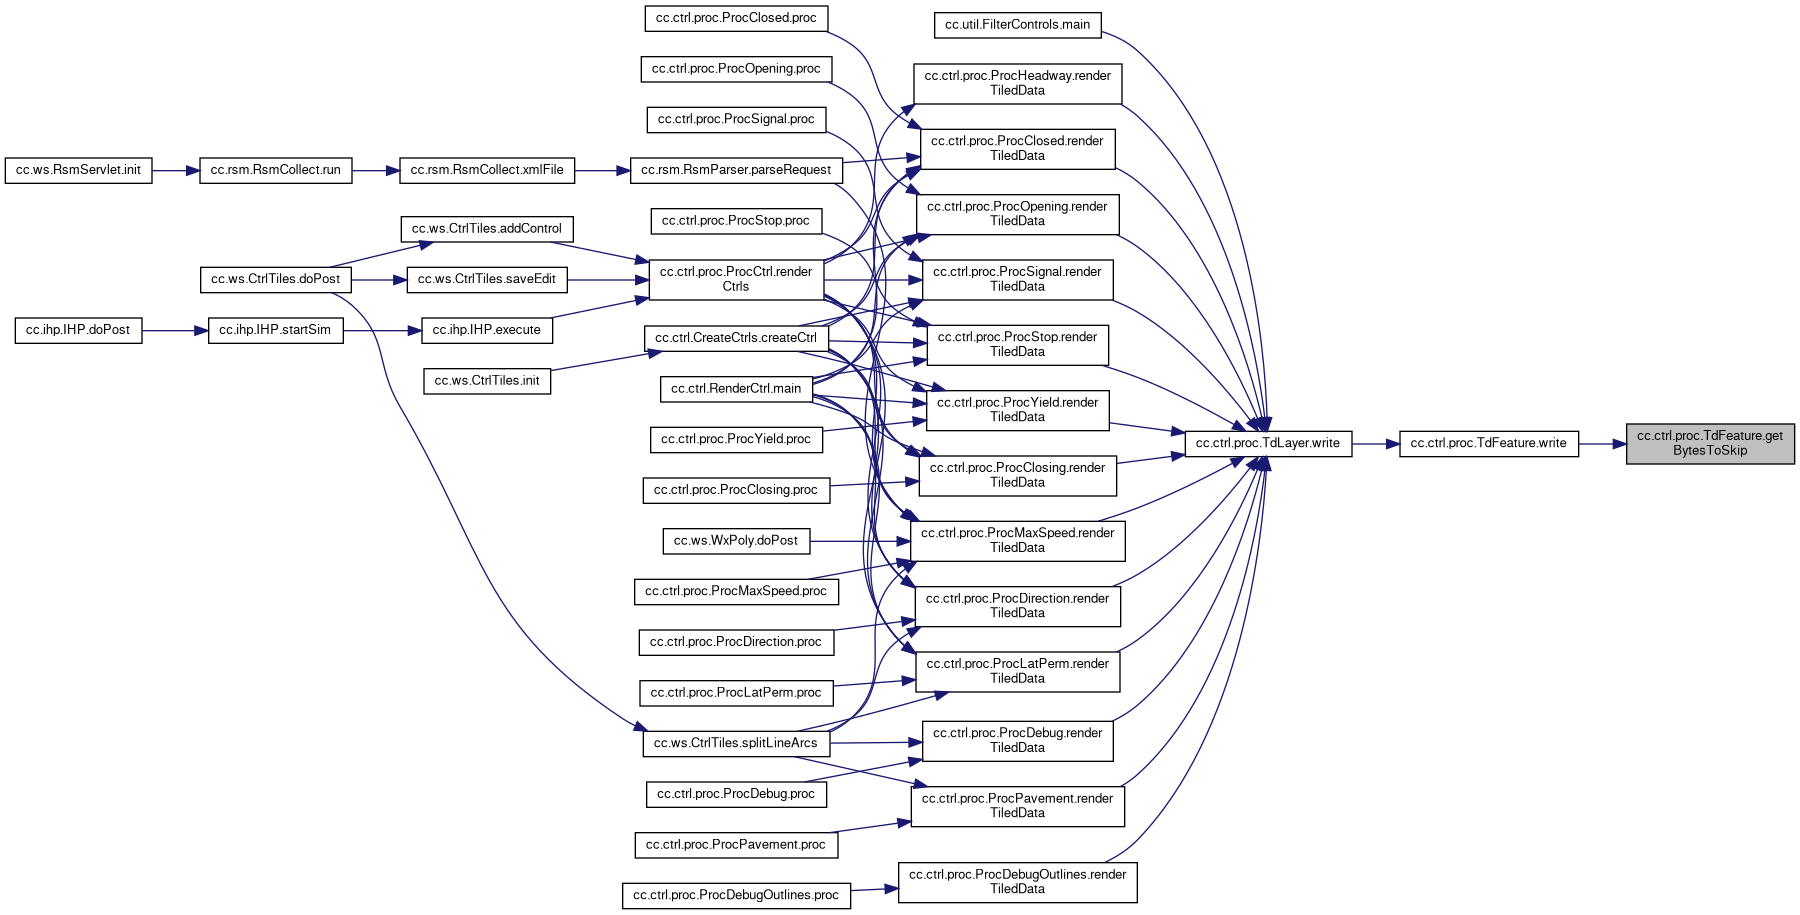 cc.ctrl.proc.ProcClosed.proc
cc.util.FilterControls.main
cc.ctrl.proc.ProcOpening.proc
cc.ctrl.proc.ProcHeadway.render
TiledData
cc.ctrl.proc.ProcSignal.proc
cc.ctrl.proc.ProcClosed.render
TiledData
cc.ws.RsmServlet.init
cc.rsm.RsmCollect.run
cc.rsm.RsmCollect.xmlFile
cc.rsm.RsmParser.parseRequest
cc.ctrl.proc.ProcStop.proc
cc.ctrl.proc.ProcOpening.render
TiledData
cc.ws.CtrlTiles.addControl
cc.ws.CtrlTiles.doPost
cc.ws.CtrlTiles.saveEdit
cc.ctrl.proc.ProcCtrl.render
Ctrls
cc.ctrl.proc.ProcSignal.render
TiledData
cc.ihp.IHP.doPost
cc.ihp.IHP.startSim
cc.ihp.IHP.execute
cc.ctrl.CreateCtrls.createCtrl
cc.ctrl.proc.ProcStop.render
TiledData
cc.ws.CtrlTiles.init
cc.ctrl.RenderCtrl.main
cc.ctrl.proc.ProcYield.render
TiledData
cc.ctrl.proc.ProcYield.proc
cc.ctrl.proc.TdLayer.write
cc.ctrl.proc.TdFeature.write
cc.ctrl.proc.TdFeature.get
BytesToSkip
cc.ctrl.proc.ProcClosing.render
TiledData
cc.ctrl.proc.ProcClosing.proc
cc.ws.WxPoly.doPost
cc.ctrl.proc.ProcMaxSpeed.render
TiledData
cc.ctrl.proc.ProcMaxSpeed.proc
cc.ctrl.proc.ProcDirection.render
TiledData
cc.ctrl.proc.ProcDirection.proc
cc.ctrl.proc.ProcLatPerm.render
TiledData
cc.ctrl.proc.ProcLatPerm.proc
cc.ws.CtrlTiles.splitLineArcs
cc.ctrl.proc.ProcDebug.render
TiledData
cc.ctrl.proc.ProcDebug.proc
cc.ctrl.proc.ProcPavement.render
TiledData
cc.ctrl.proc.ProcPavement.proc
cc.ctrl.proc.ProcDebugOutlines.render
TiledData
cc.ctrl.proc.ProcDebugOutlines.proc